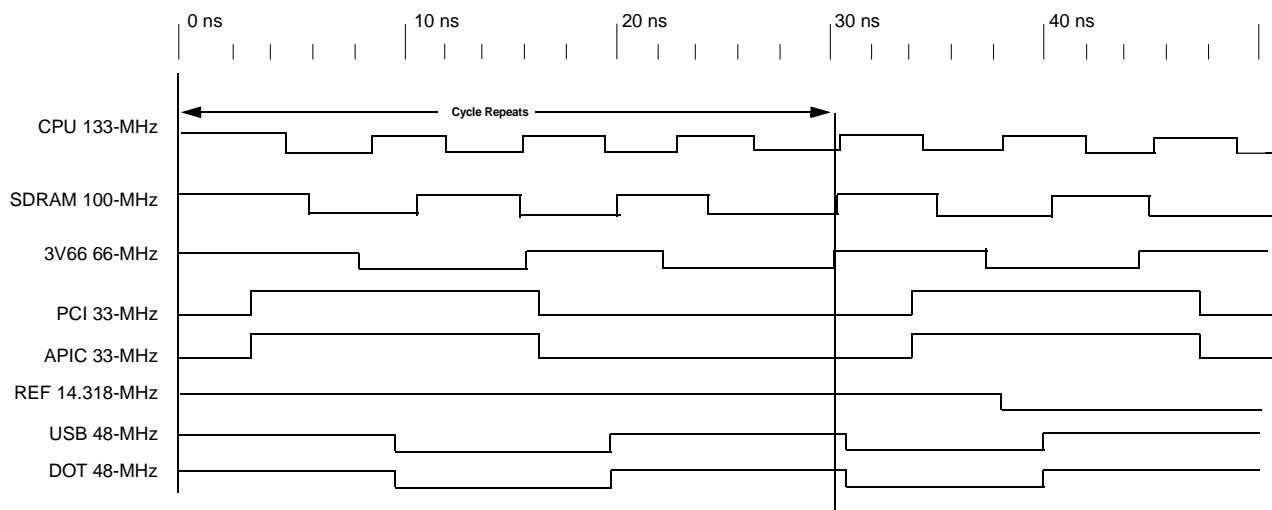 0 ns 10 ns 20 ns 30 ns 40 ns
Cycle Repeats
CPU 133-MHz
SDRAM 100-MHz
3V66 66-MHz
PCI 33-MHz
APIC 33-MHz
REF 14.318-MHz
USB 48-MHz
DOT 48-MHz